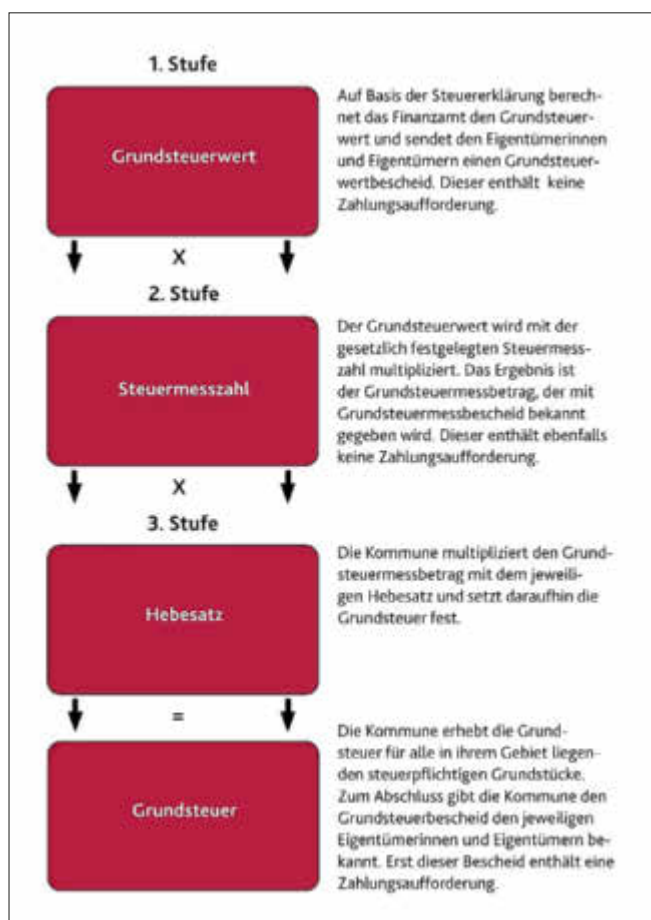 1. Stufe
Grundsteuerwert
Auf Basis der Steuererklärung berech-
net das Finanzamt den Grundsteuer-
wert und sendet den Eigentümerinnen
und Eigentümern einen Grundsteuer-
wertbescheid. Dieser enthält keine
Zahlungsaufforderung.
X
2. Stufe
Steuermesszahl
Der Grundsteuerwert wird mit der
gesetzlich festgelegten Steuermess-
zahl multipliziert. Das Ergebnis ist
der Grundsteuermessbetrag, der mit
Grundsteuermessbescheid bekannt
gegeben wird. Dieser enthält ebenfalls
keine Zahlungsaufforderung.
X
3. Stufe
Hebesatz
Die Kommune multipliziert den Grund-
steuermessbetrag mit dem jeweili-
gen Hebesatz und setzt daraufhin die
Grundsteuer fest.
=
Grundsteuer
Die Kommune erhebt die Grund-
steuer für alle in ihrem Gebiet liegen-
den steuerpflichtigen Grundstücke.
Zum Abschluss gibt die Kommune den
Grundsteuerbescheid den jeweiligen
Eigentümerinnen und Eigentümern be-
kannt. Erst dieser Bescheid enthält eine
Zahlungsaufforderung.